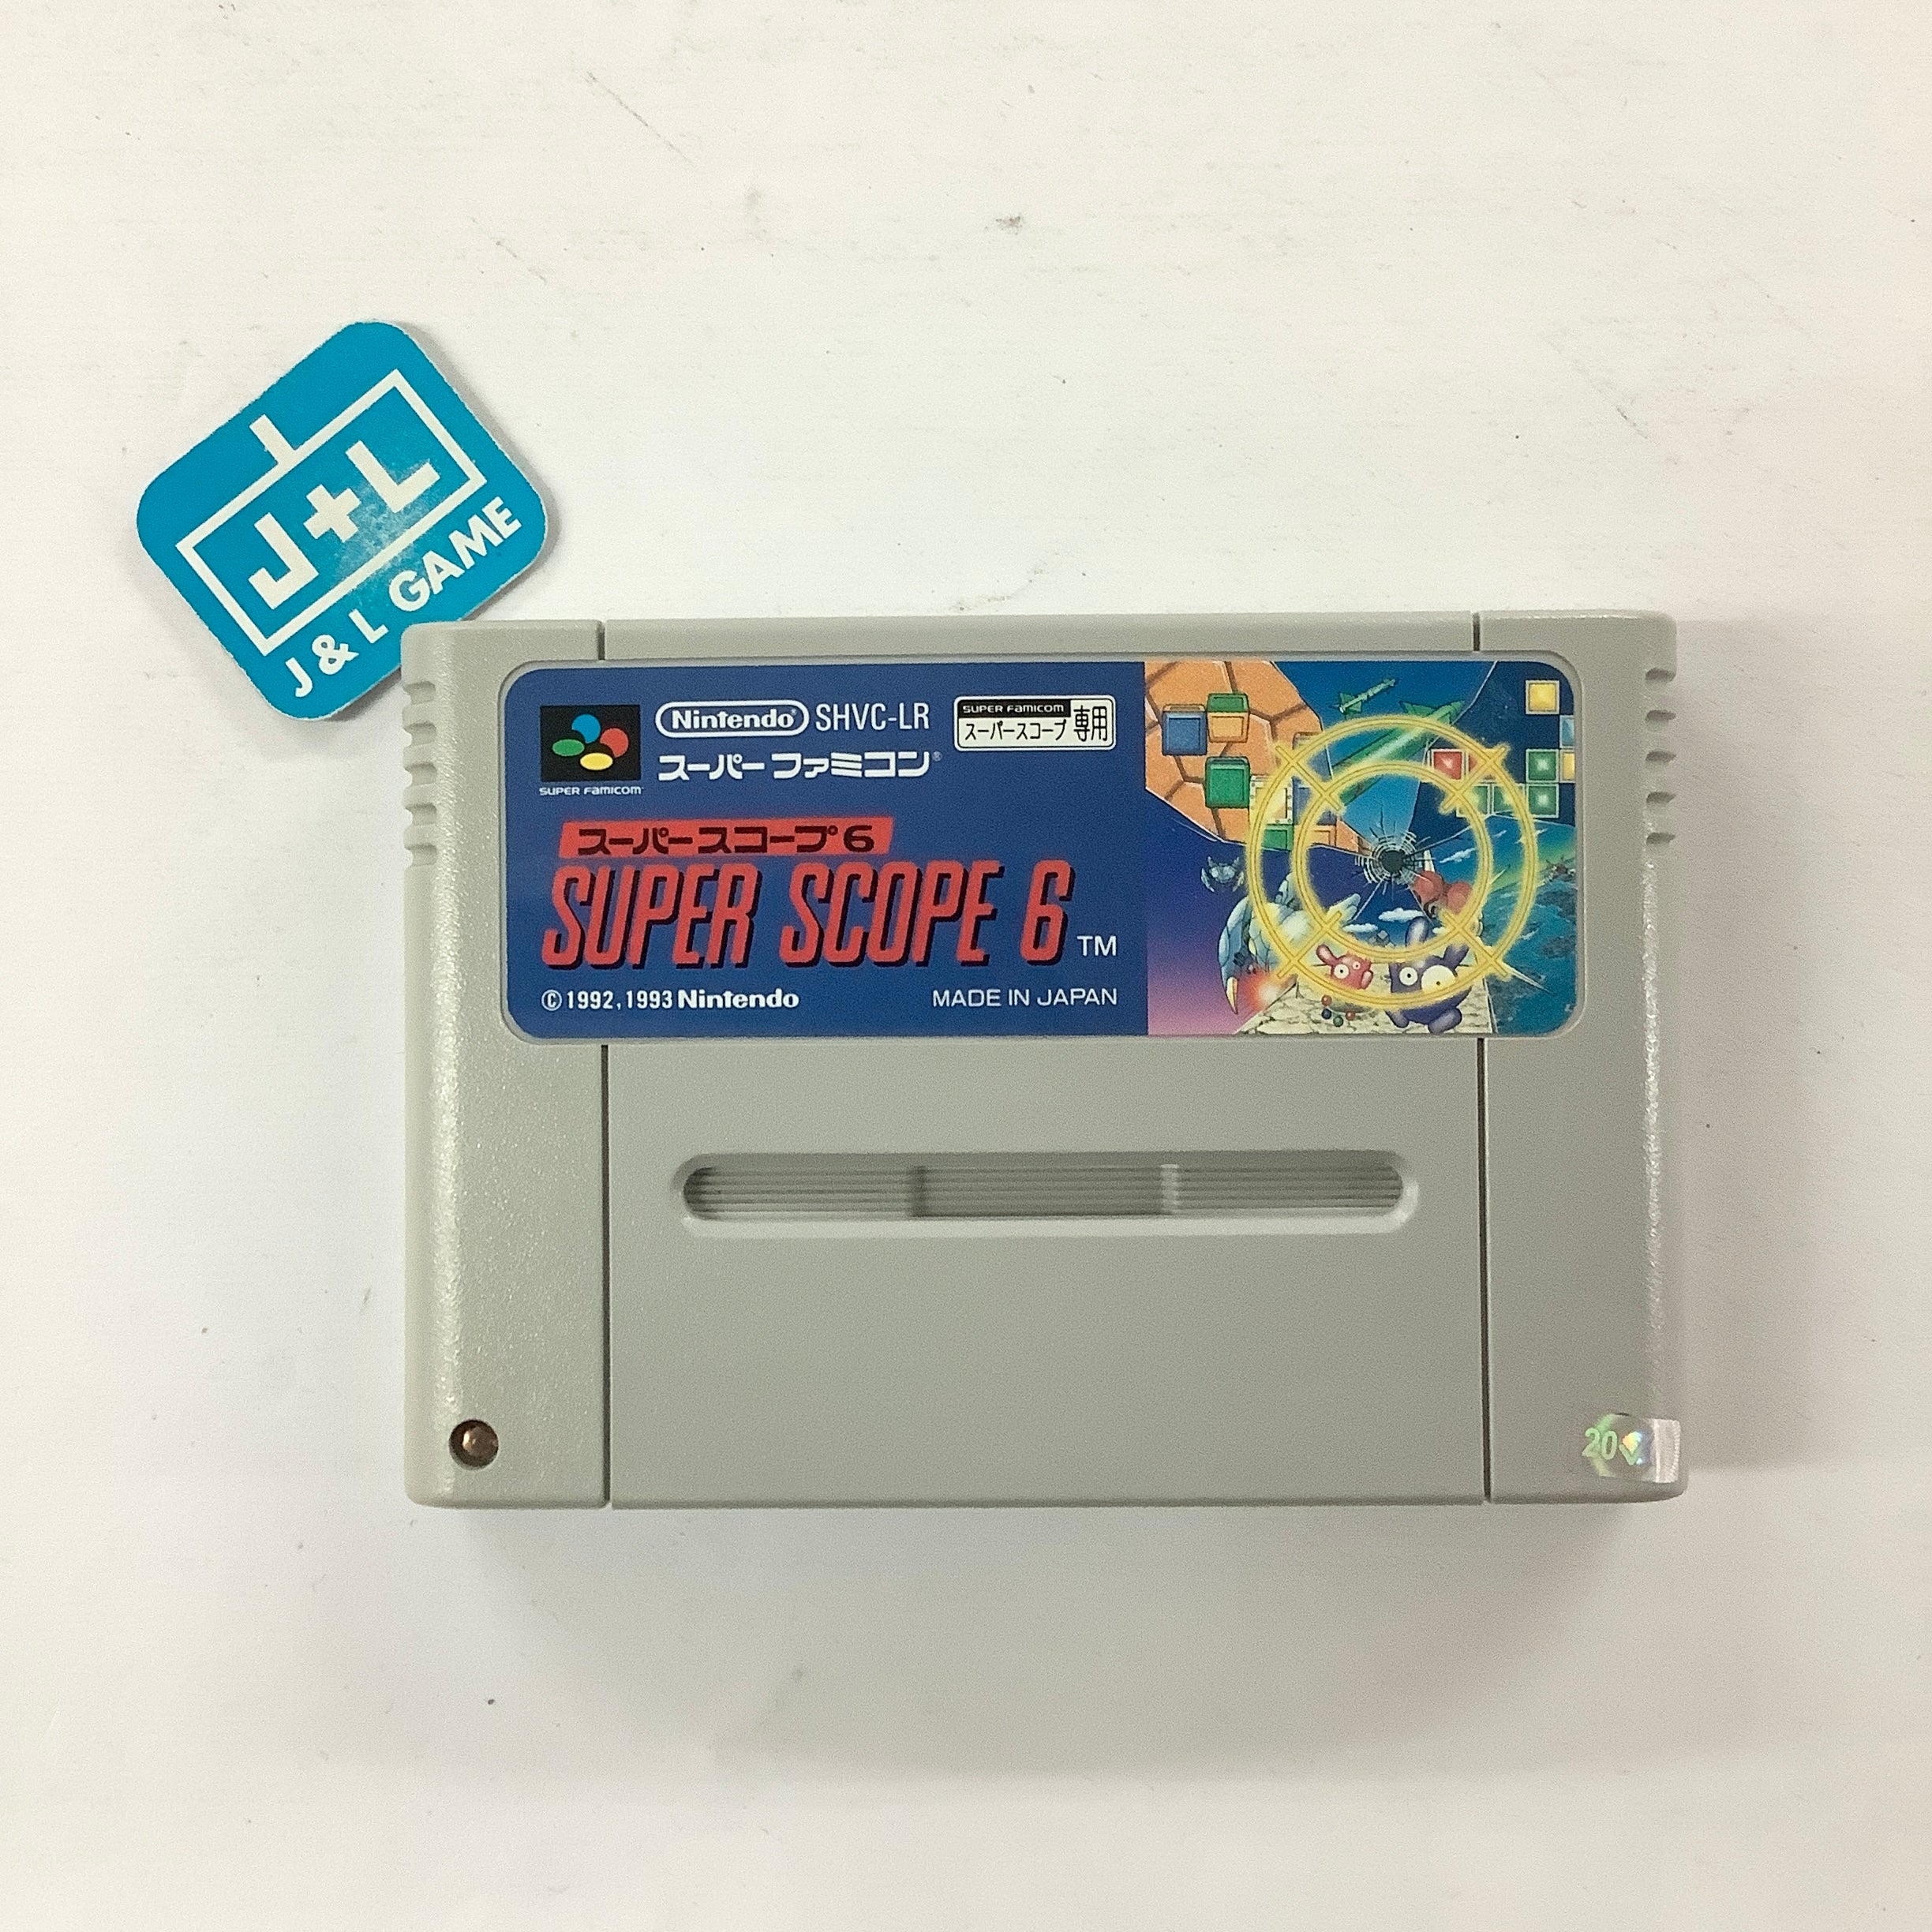 J+L
J & L GAME
Nintendo® SHVC-LR
SUPER FAMICOM
スーパースコープ 専用
スーパーファミコン®
SUPER FAMICOM
スーパースコープ6
SUPER SCOPE 6 TM
©1992,1993 Nintendo
MADE IN JAPAN
20